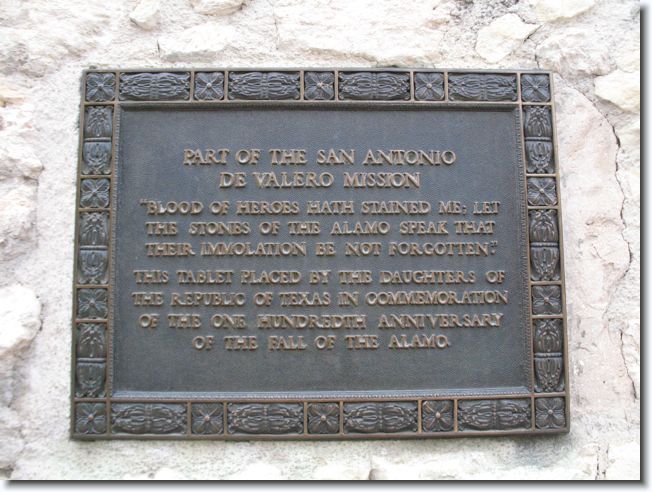 PART OF THE SAN ANTONIO
DE VALERO MISSION
"BLOOD OF HEROES HATH STAINED ME; LET
THE STONES OF THE ALAMO SPEAK THAT
THEIR IMMOLATION BE NOT FORGOTTEN"
THIS TABLET PLACED BY THE DAUGHTERS OF
THE REPUBLIC OF TEXAS IN COMMEMORATION
OF THE ONE HUNDREDTH ANNIVERSARY
OF THE FALL OF THE ALAMO.